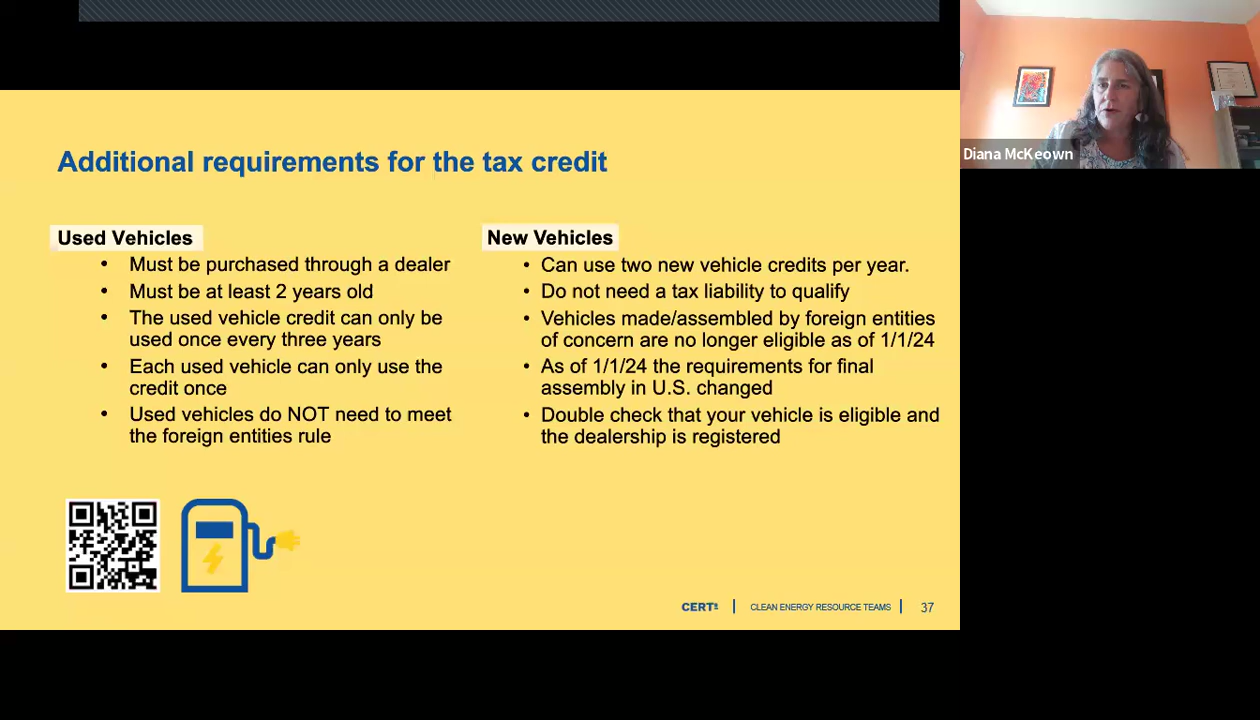 Additional requirements for the tax credit
Used Vehicles
• Must be purchased through a dealer
• Must be at least 2 years old
• The used vehicle credit can only be
used once every three years
• Each used vehicle can only use the
credit once
• Used vehicles do NOT need to meet
the foreign entities rule
New Vehicles
• Can use two new vehicle credits per year.
• Do not need a tax liability to qualify
• Vehicles made/assembled by foreign entities
of concern are no longer eligible as of 1/1/24
• As of 1/1/24 the requirements for final
assembly in U.S. changed
• Double check that your vehicle is eligible and
the dealership is registered
CERTs | CLEAN ENERGY RESOURCE TEAMS | 37
Diana McKeown